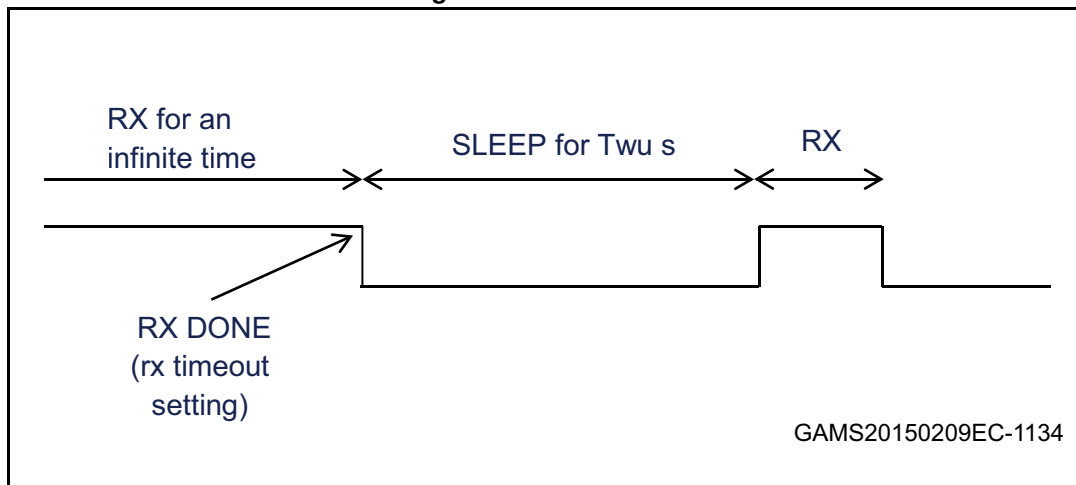 RX for an
infinite time
SLEEP for Twu s
RX
RX DONE
(rx timeout
setting)
GAMS20150209EC-1134